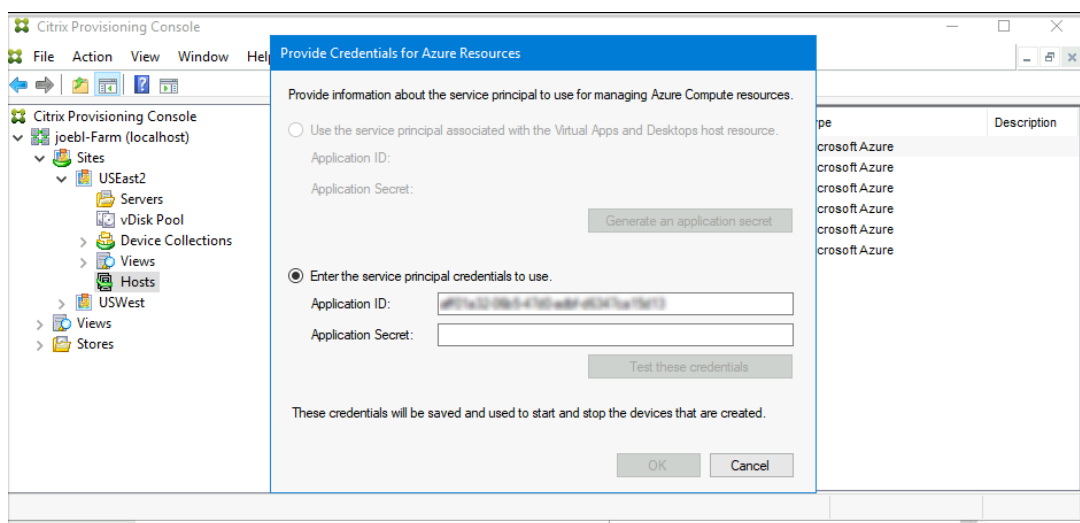 Citrix Provisioning Console
File Action View Window Hel
Provide Credentials for Azure Resources
Provide information about the service principal to use for managing Azure Compute resources.
Use the service principal associated with the Virtual Apps and Desktops host resource.
Application ID:
Application Secret:
Generate an application secret
Enter the service principal credentials to use.
Application ID:
Application Secret:
Test these credentials
These credentials will be saved and used to start and stop the devices that are created.
OK Cancel
Citrix Provisioning Console
joebl-Farm (localhost)
Sites
USEast2
Servers
vDisk Pool
Device Collections
Views
Hosts
USWest
Views
Stores
pe Description
crosoft Azure
crosoft Azure
crosoft Azure
crosoft Azure
crosoft Azure
crosoft Azure